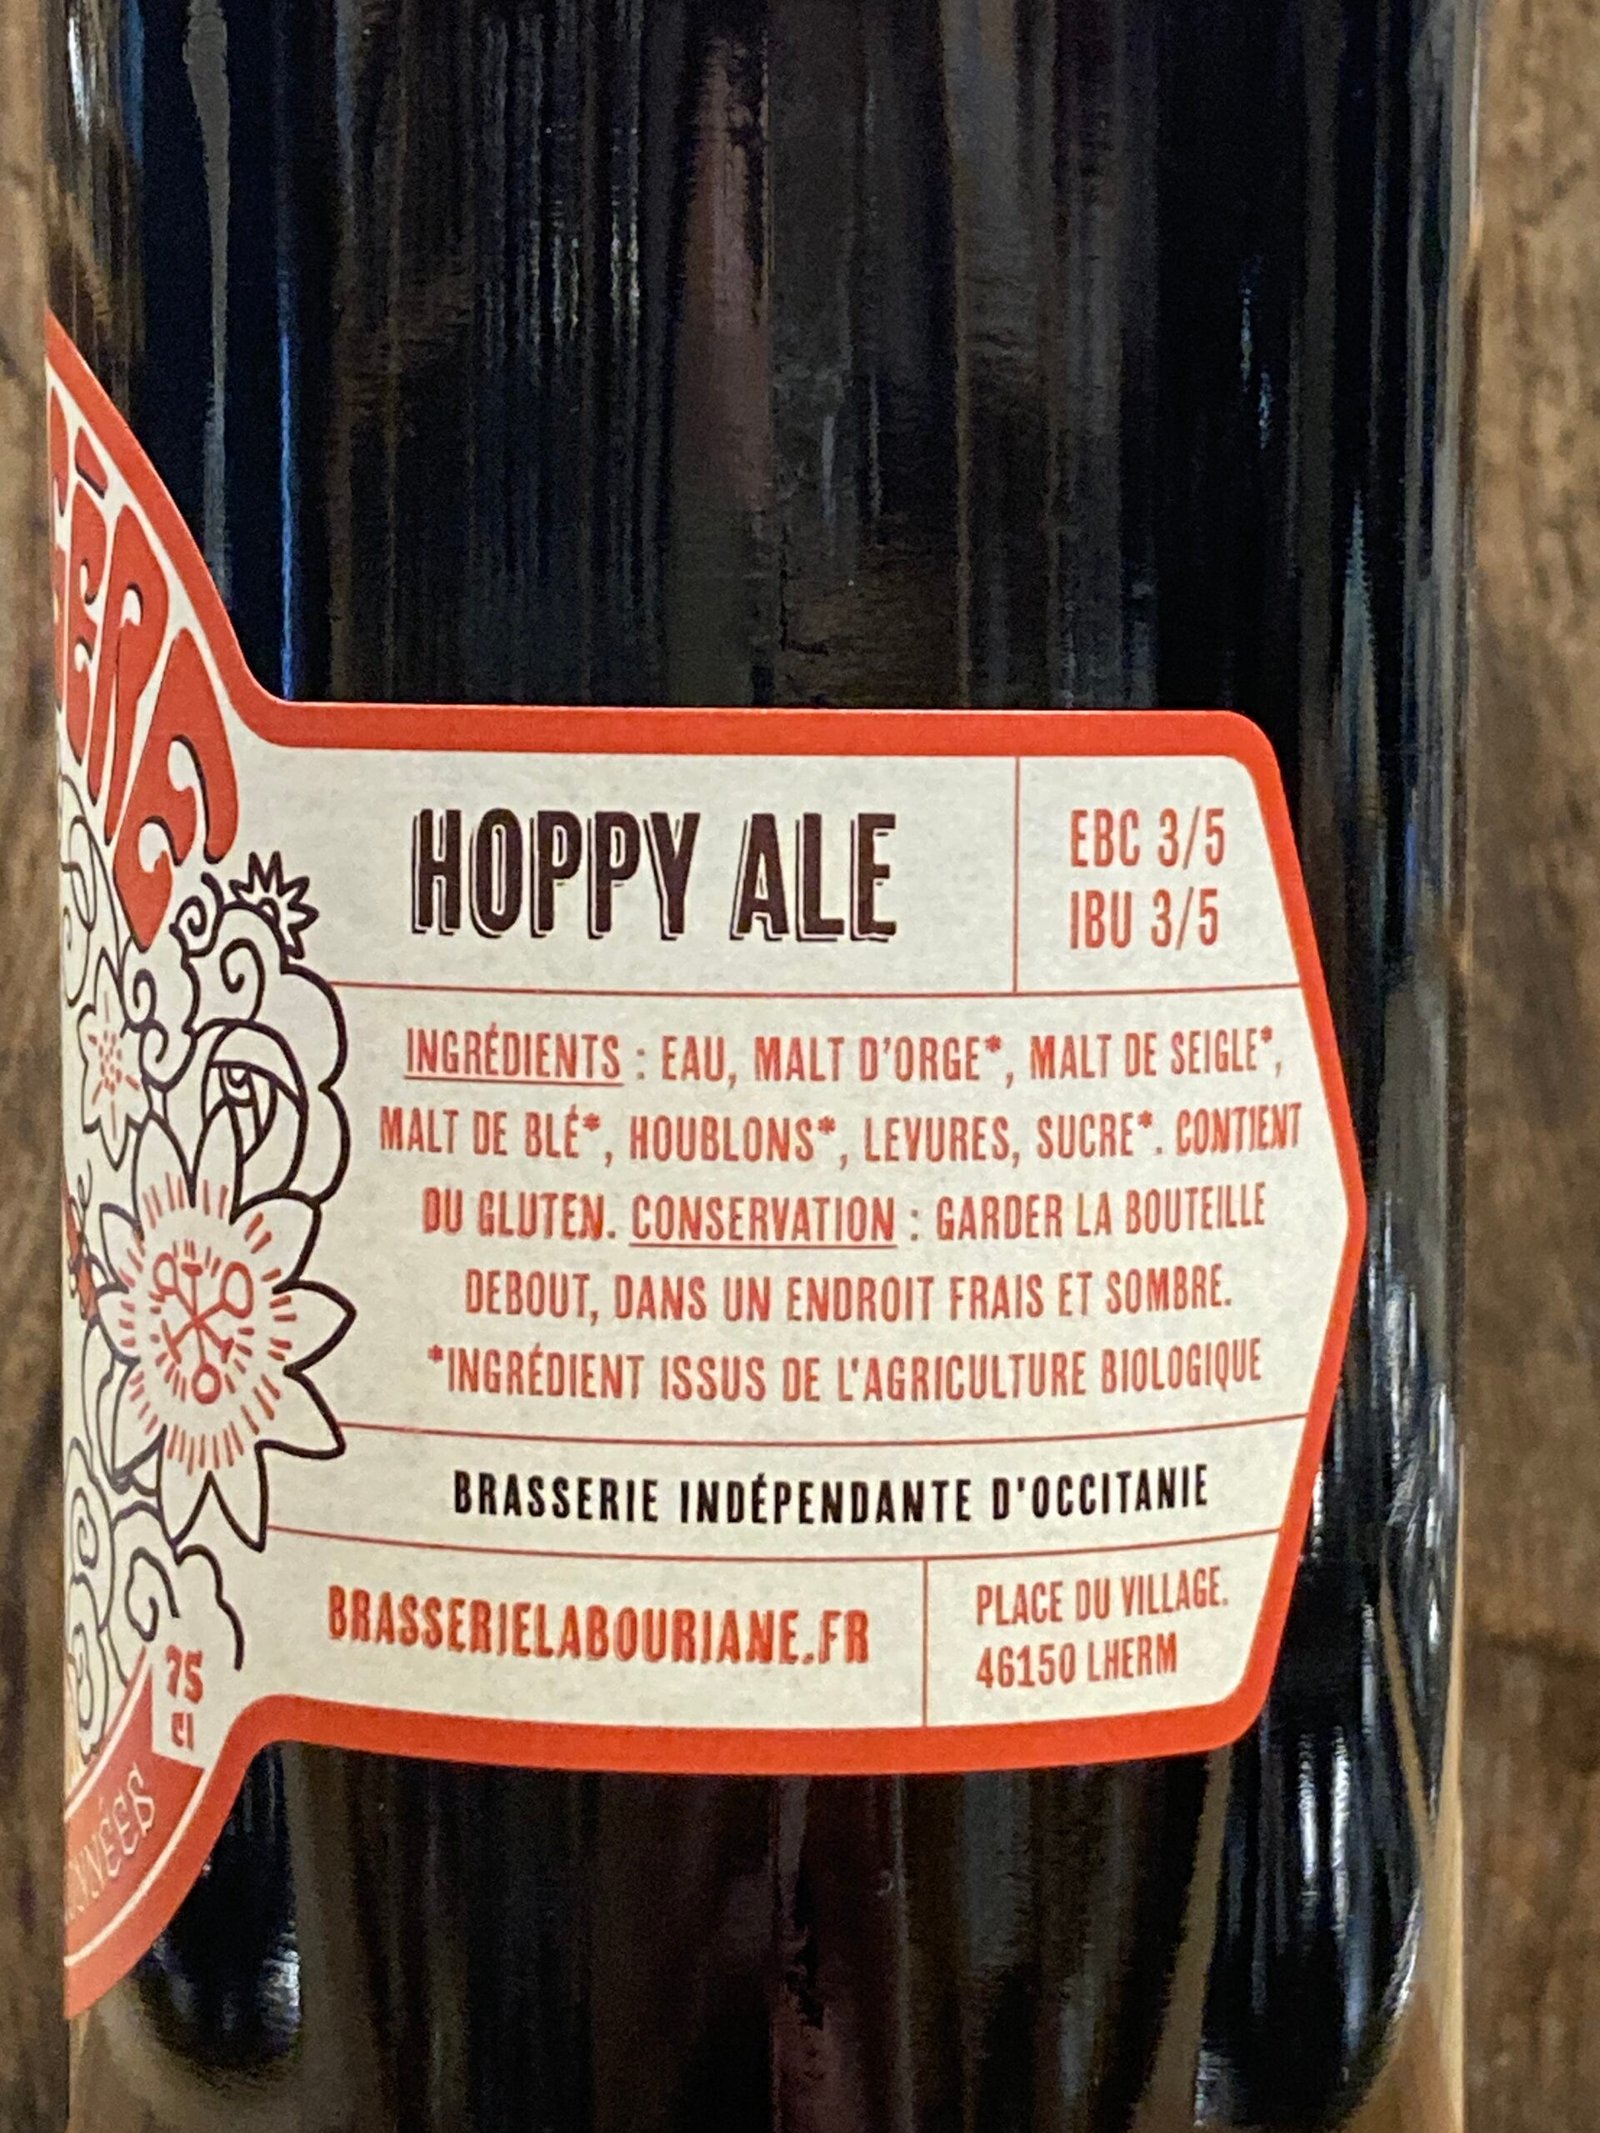 HOPPY ALE
EBC 3/5
IBU 3/5
INGRÉDIENTS : EAU, MALT D'ORGE*, MALT DE SEIGLE*,
MALT DE BLÉ*, HOUBLONS*, LEVURES, SUCRE*. CONTIENT
DU GLUTEN. CONSERVATION : GARDER LA BOUTEILLE
DEBOUT, DANS UN ENDROIT FRAIS ET SOMBRE.
*INGRÉDIENT ISSUS DE L'AGRICULTURE BIOLOGIQUE
BRASSERIE INDÉPENDANTE D'OCCITANIE
BRASSERIELABOURIANE.FR
PLACE DU VILLAGE.
46150 LHERM
75
cl